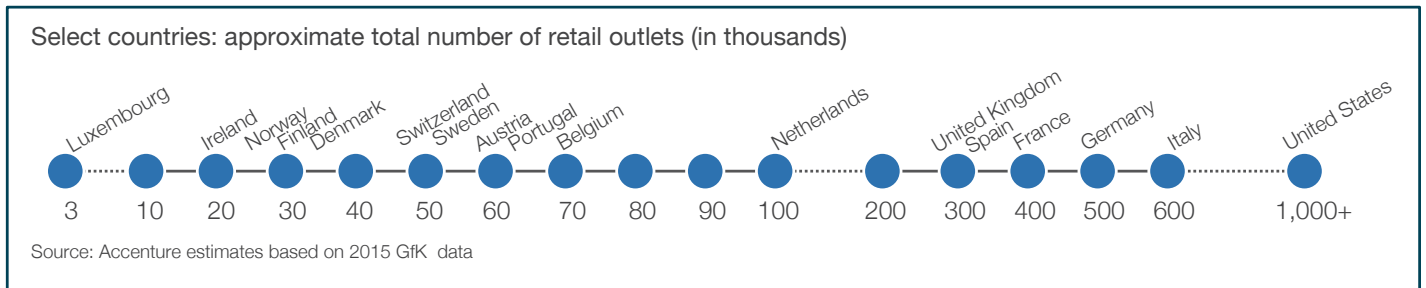 Select countries: approximate total number of retail outlets (in thousands)
Luxembourg
Ireland
Norway
Finland
Denmark
Switzerland
Sweden
Austria
Portugal
Belgium
Netherlands
United Kingdom
Spain
France
Germany
Italy
United States
3 10 20 30 40 50 60 70 80 90 100 200 300 400 500 600 1,000+
Source: Accenture estimates based on 2015 GfK data